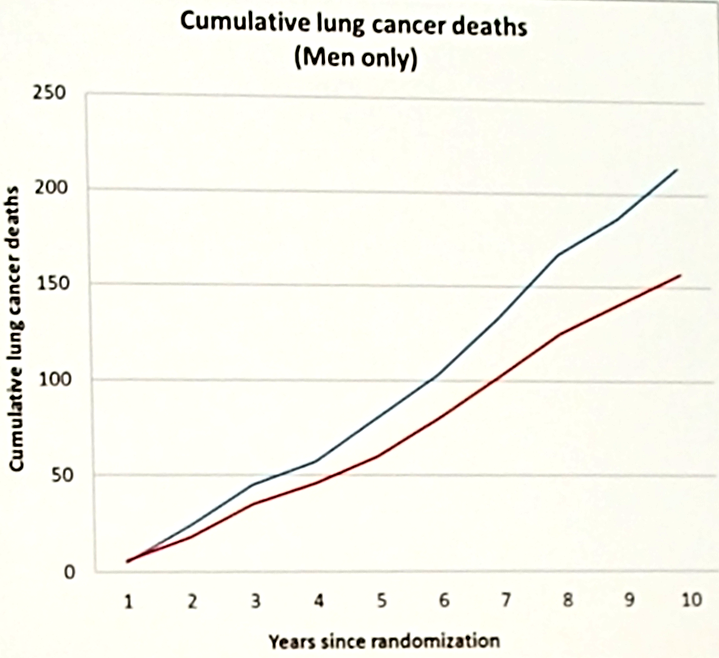 Cumulative lung cancer deaths
(Men only)
250
200
150
100
50
0
Cumulative lung cancer deaths
1 2 3 4 5 6 7 8 9 10
Years since randomization